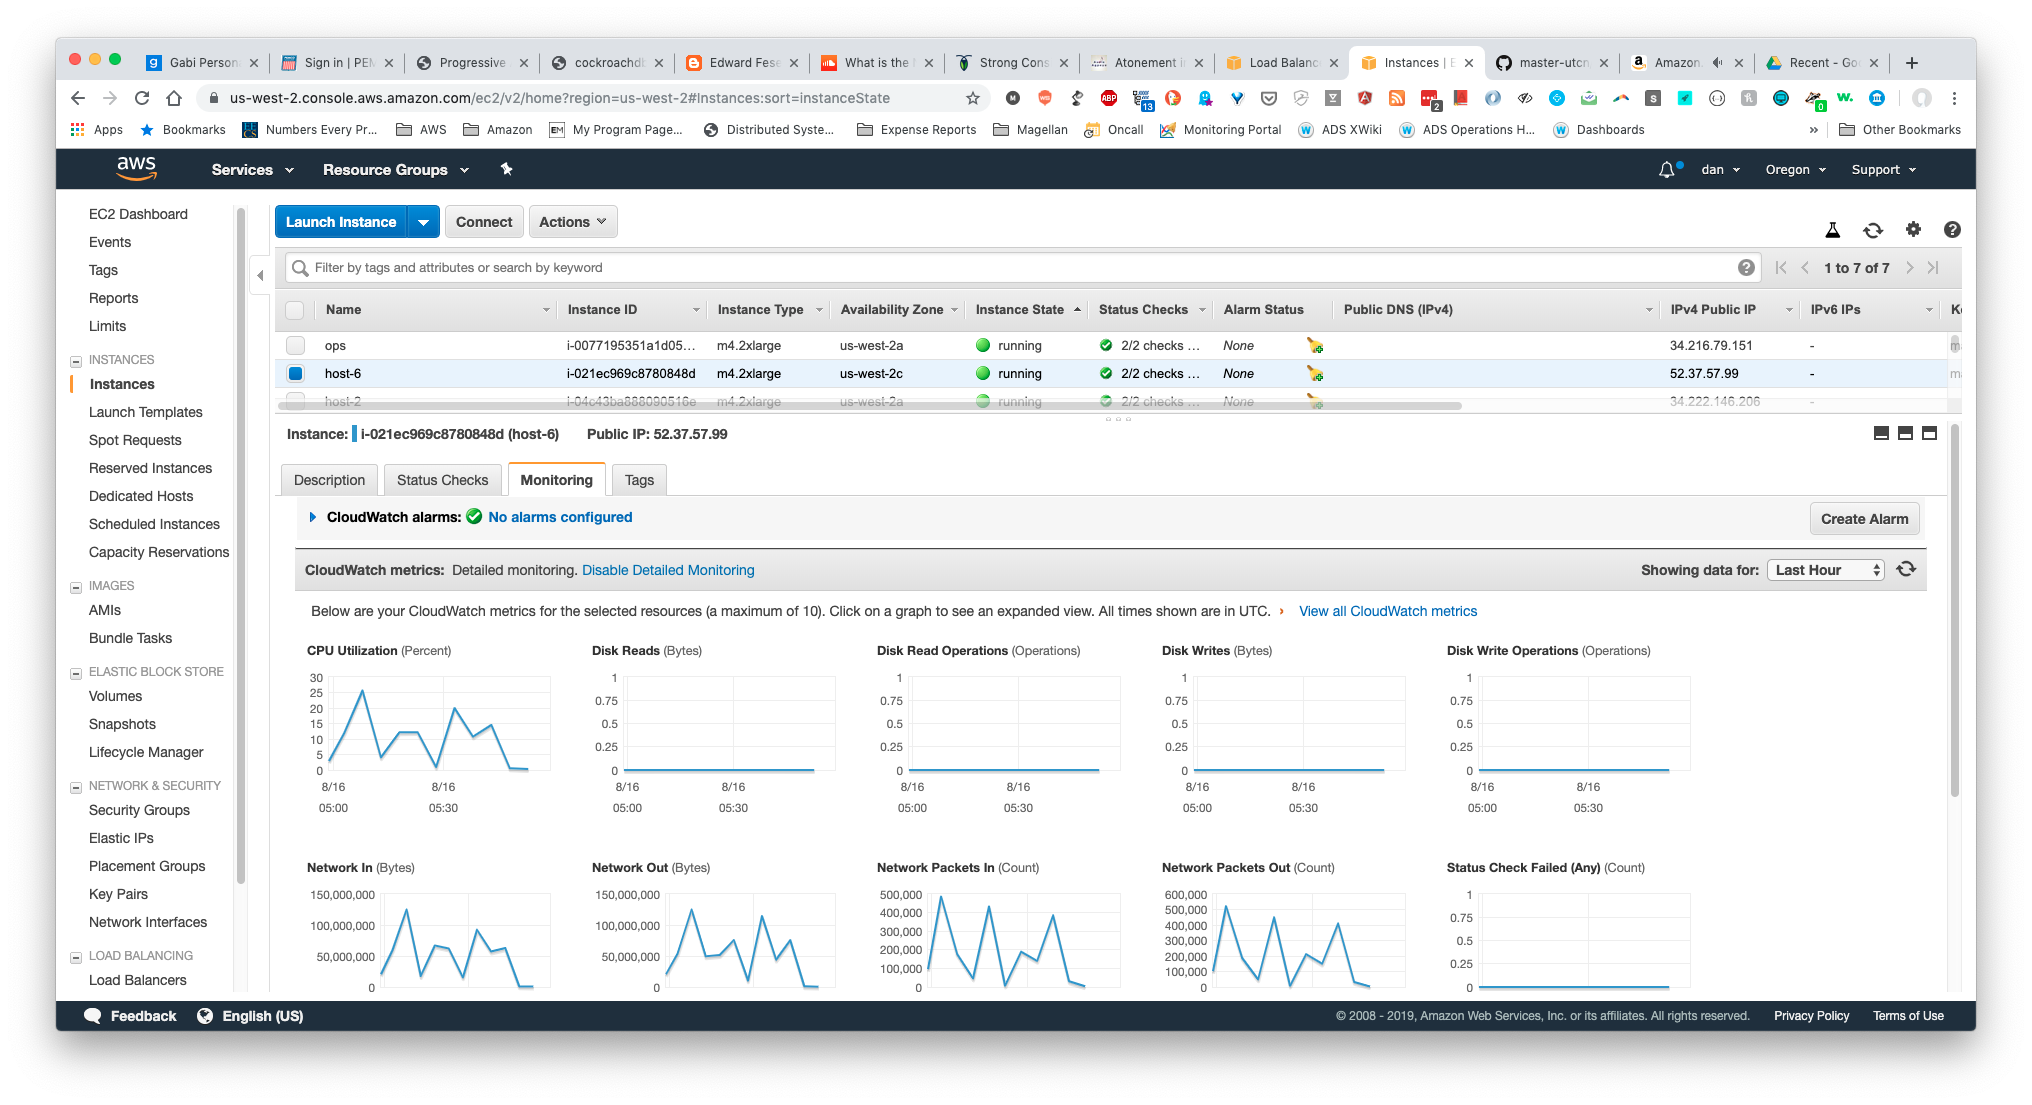 Gabi Person
Sign in | PEM
Progressive
cockroachdb
Edward Fese
What is the
Strong Cons
Atonement i
Load Balanc
Instances | E
master-utcn
Amazon.
Recent - Go
us-west-2.console.aws.amazon.com/ec2/v2/home?region=us-west-2#Instances:sort=instanceState
ABP 13 2 0
Apps Bookmarks Numbers Every Pr... AWS Amazon EM My Program Page... Distributed Syste... Expense Reports Magellan Oncall Monitoring Portal ADS XWiki ADS Operations H... Dashboards » Other Bookmarks
aws Services Resource Groups dan Oregon Support
EC2 Dashboard
Events
Tags
Reports
Limits
INSTANCES
Instances
Launch Templates
Spot Requests
Reserved Instances
Dedicated Hosts
Scheduled Instances
Capacity Reservations
IMAGES
AMIs
Bundle Tasks
ELASTIC BLOCK STORE
Volumes
Snapshots
Lifecycle Manager
NETWORK & SECURITY
Security Groups
Elastic IPs
Placement Groups
Key Pairs
Network Interfaces
LOAD BALANCING
Load Balancers
Launch Instance Connect Actions
Filter by tags and attributes or search by keyword
1 to 7 of 7
Name Instance ID Instance Type Availability Zone Instance State Status Checks Alarm Status Public DNS (IPv4) IPv4 Public IP IPv6 IPs K
ops i-0077195351a1d05... m4.2xlarge us-west-2a running 2/2 checks ... None 34.216.79.151 - m
host-6 i-021ec969c8780848d m4.2xlarge us-west-2c running 2/2 checks ... None 52.37.57.99 - m
host-2 i-04c43ba888090516e m4.2xlarge us-west-2a running 2/2 checks ... None 34.222.146.206 -
Instance: i-021ec969c8780848d (host-6) Public IP: 52.37.57.99
Description Status Checks Monitoring Tags
CloudWatch alarms: No alarms configured
Create Alarm
CloudWatch metrics: Detailed monitoring. Disable Detailed Monitoring
Showing data for: Last Hour
Below are your CloudWatch metrics for the selected resources (a maximum of 10). Click on a graph to see an expanded view. All times shown are in UTC. View all CloudWatch metrics
CPU Utilization (Percent)
30
25
20
15
10
5
0
8/16 8/16
05:00 05:30
Disk Reads (Bytes)
1
0.75
0.5
0.25
0
8/16 8/16
05:00 05:30
Disk Read Operations (Operations)
1
0.75
0.5
0.25
0
8/16 8/16
05:00 05:30
Disk Writes (Bytes)
1
0.75
0.5
0.25
0
8/16 8/16
05:00 05:30
Disk Write Operations (Operations)
1
0.75
0.5
0.25
0
8/16 8/16
05:00 05:30
Network In (Bytes)
150,000,000
100,000,000
50,000,000
0
Network Out (Bytes)
150,000,000
100,000,000
50,000,000
0
Network Packets In (Count)
500,000
400,000
300,000
200,000
100,000
0
Network Packets Out (Count)
600,000
500,000
400,000
300,000
200,000
100,000
0
Status Check Failed (Any) (Count)
1
0.75
0.5
0.25
0
Feedback English (US)
© 2008 - 2019, Amazon Web Services, Inc. or its affiliates. All rights reserved. Privacy Policy Terms of Use